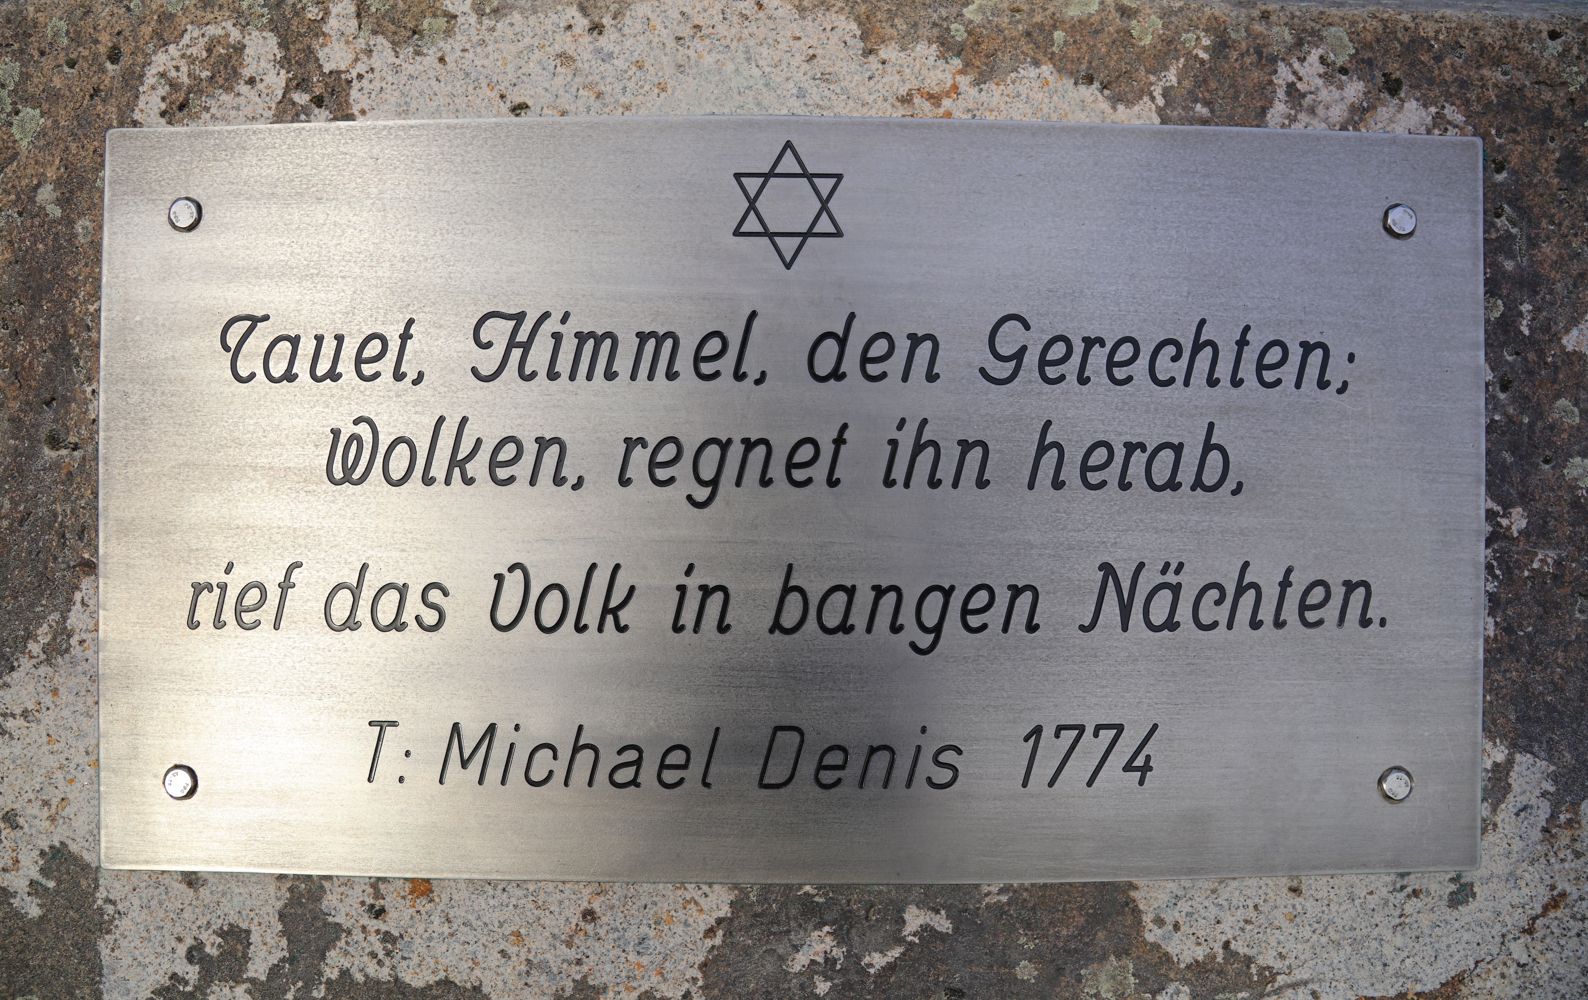 Tauet, Himmel, den Gerechten;
Wolken, regnet ihn herab,
rief das Volk in bangen Nächten.
T: Michael Denis 1774